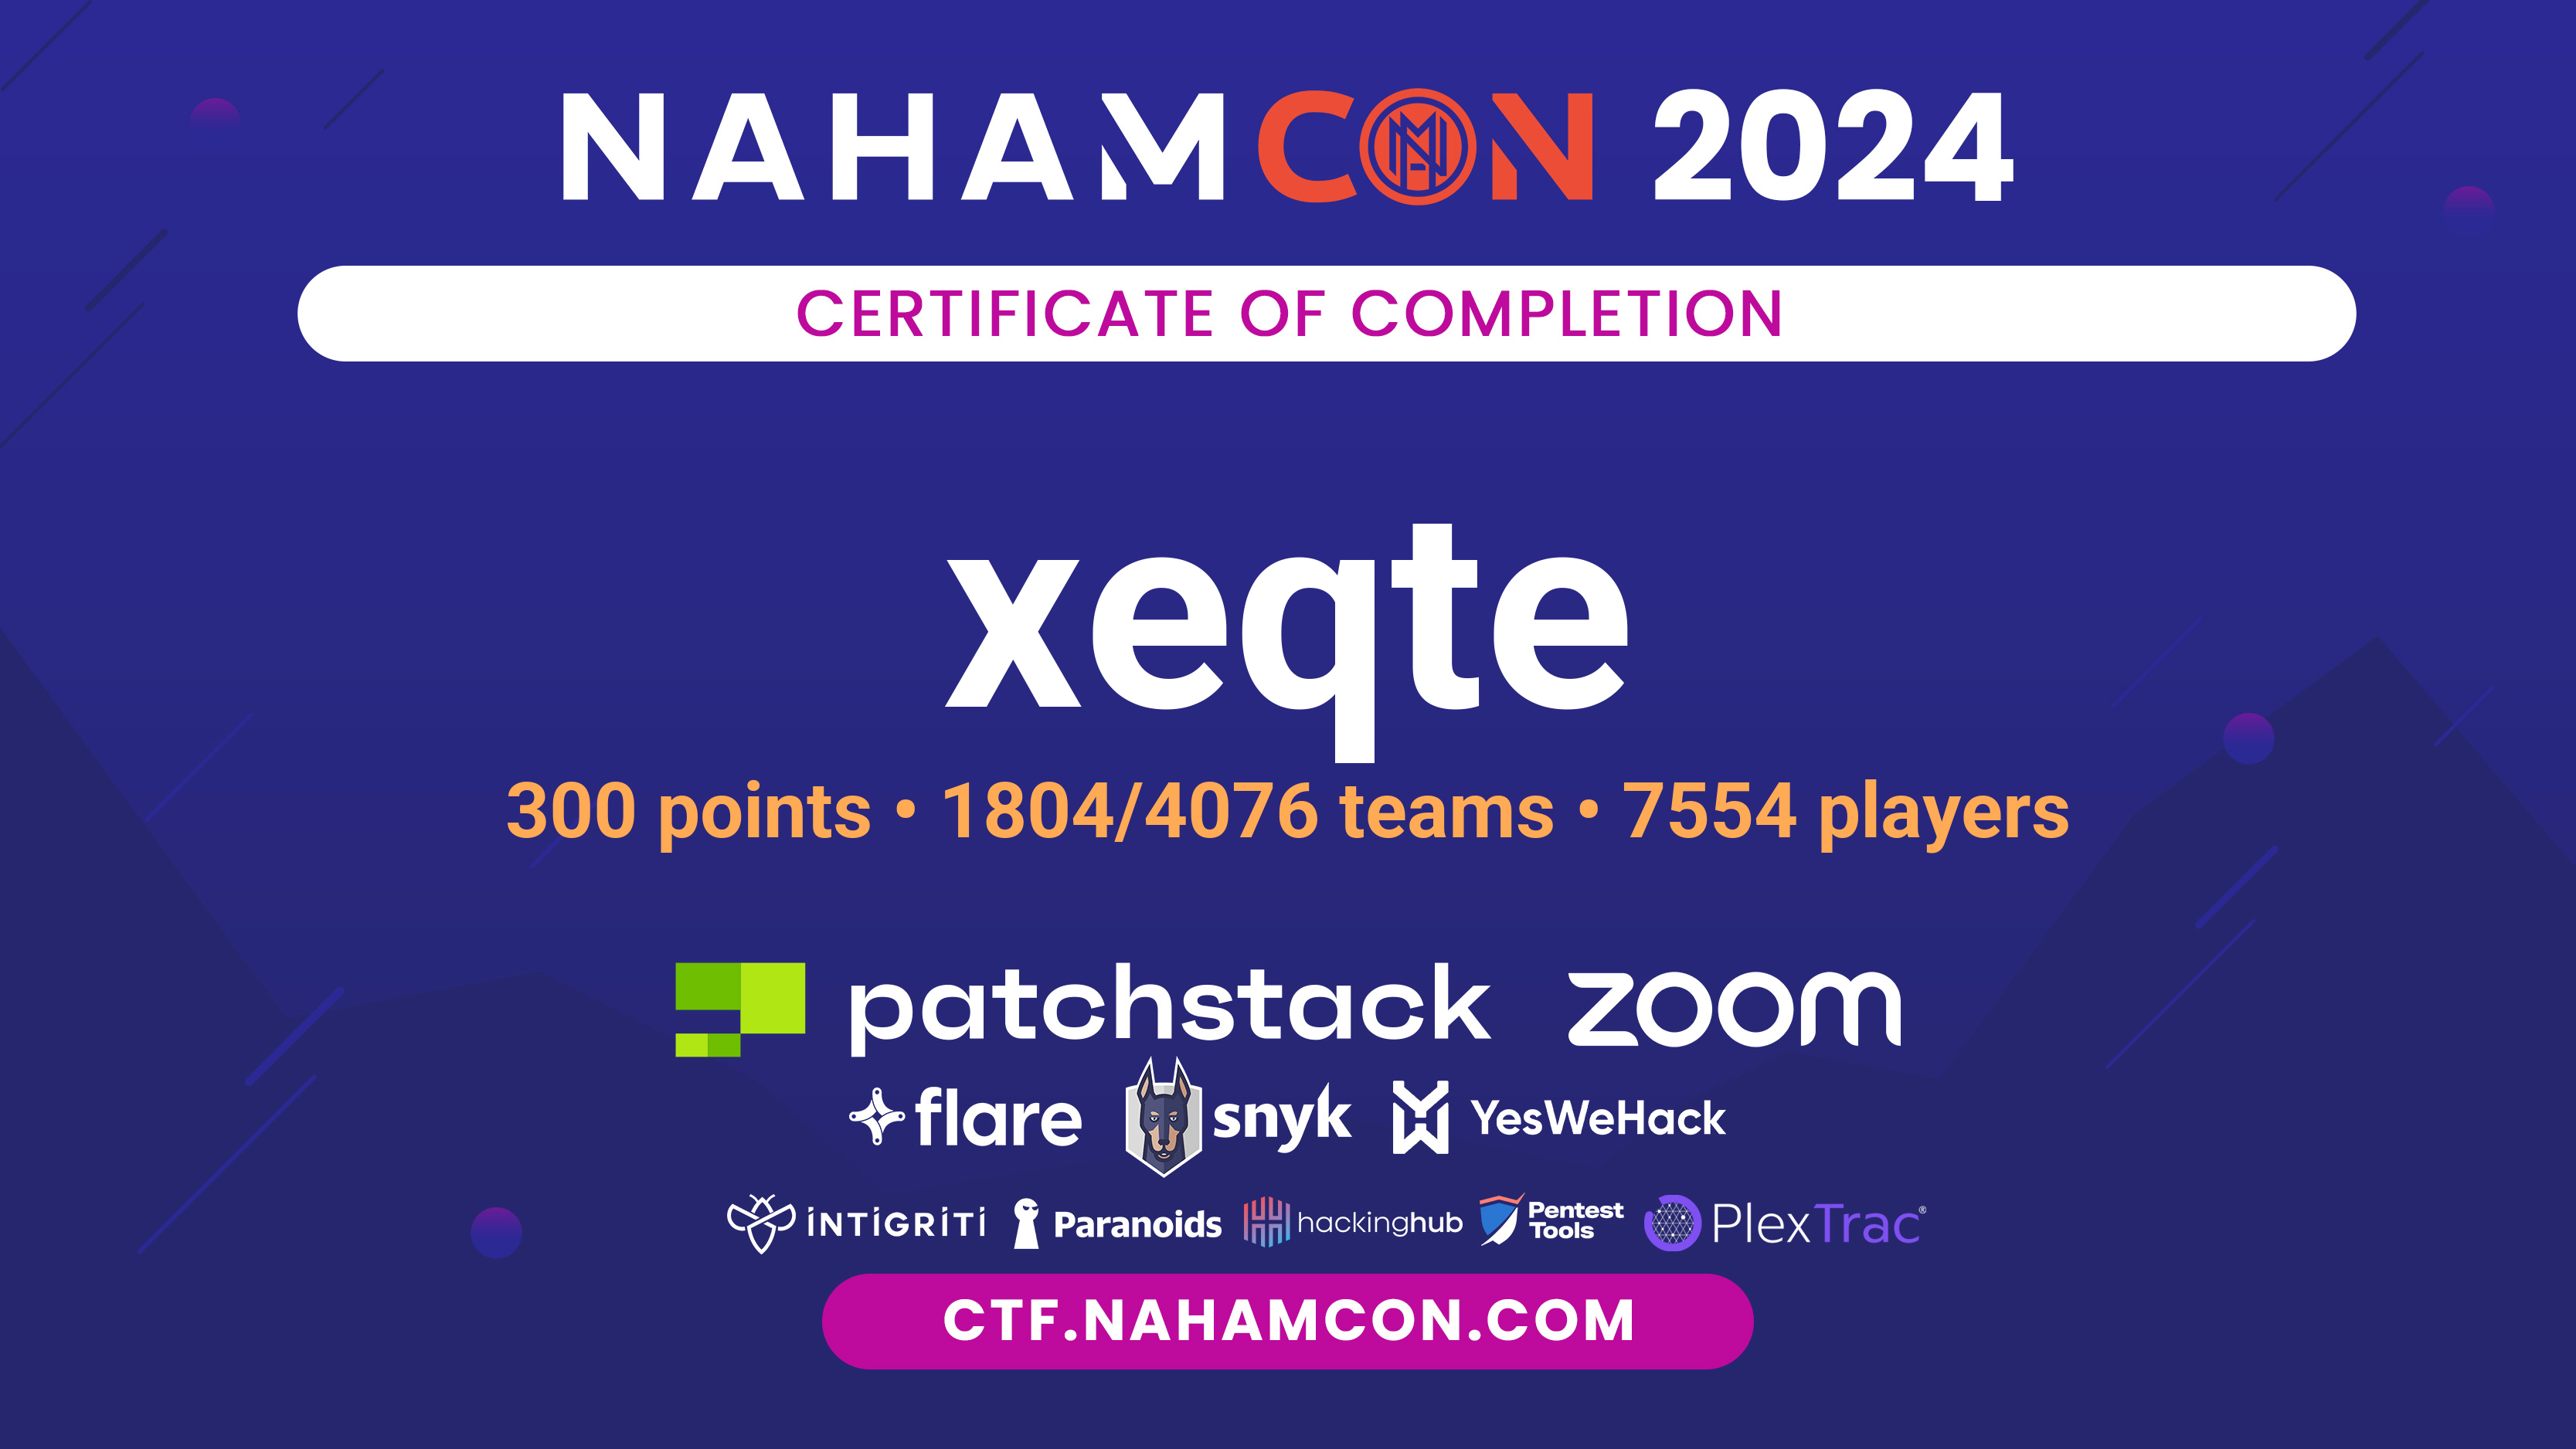 NAHAMCON 2024
CERTIFICATE OF COMPLETION
xeqte
300 points • 1804/4076 teams • 7554 players
patchstack zoom
flare snyk YesWeHack
INTIGRITI Paranoids hackinghub Pentest Tools PlexTrac®
CTF.NAHAMCON.COM